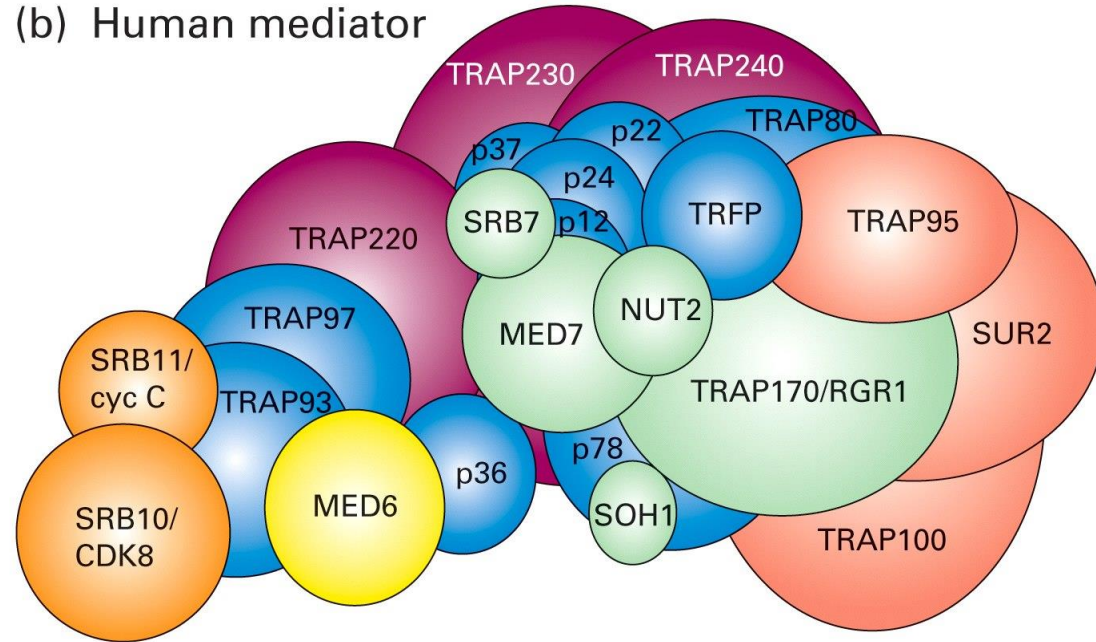 (b) Human mediator
TRAP230
TRAP240
TRAP80
p22
p37
p24
p12
SRB7
TRFP
TRAP95
TRAP220
NUT2
MED7
SUR2
TRAP97
SRB11/
cyc C
TRAP93
TRAP170/RGR1
p78
p36
MED6
SOH1
SRB10/
CDK8
TRAP100